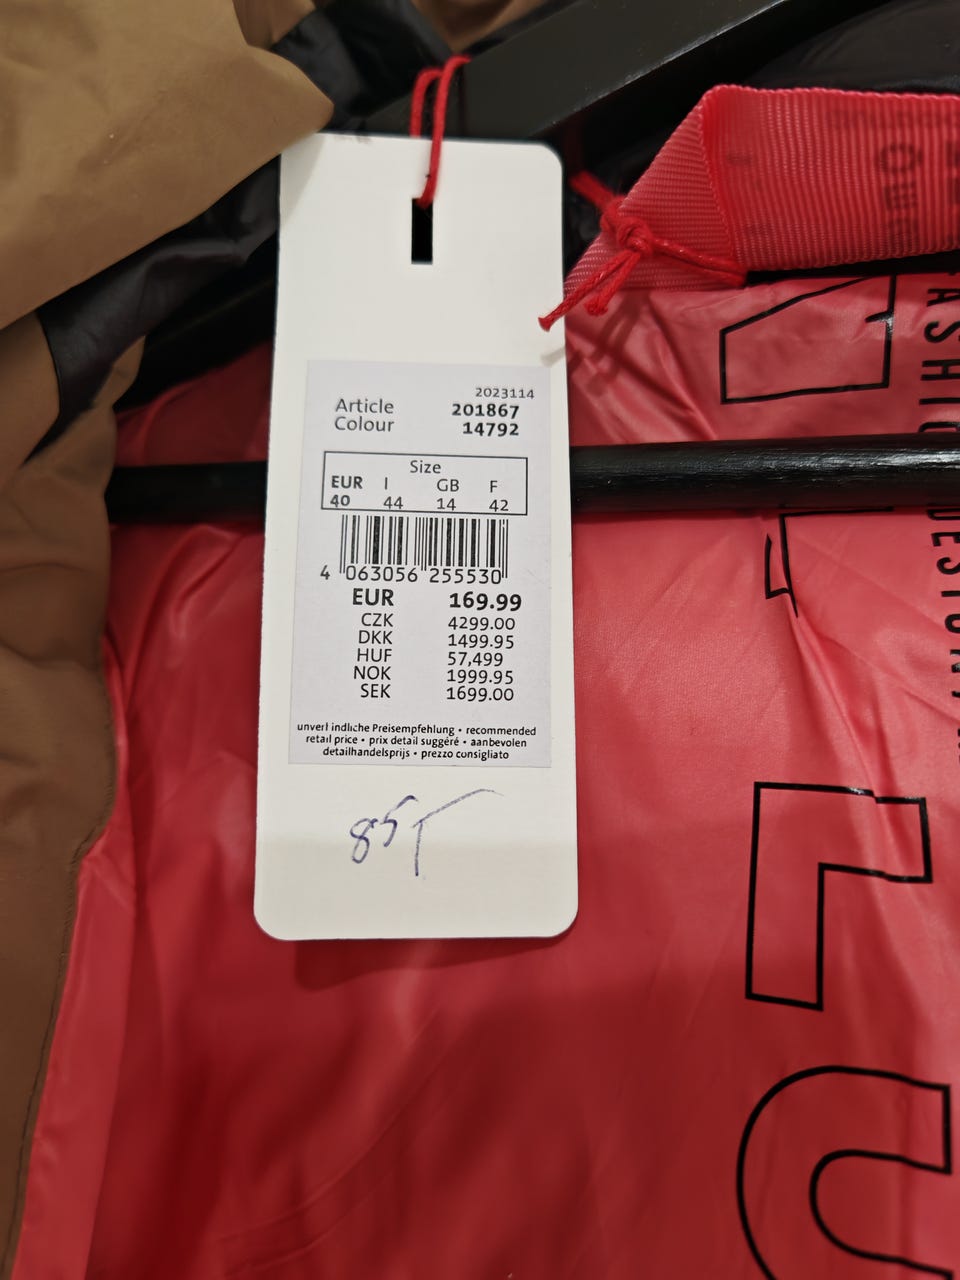 2023114
Article 201867
Colour 14792
Size
EUR I GB F
40 44 14 42
4 063056 255530
EUR 169.99
CZK 4299.00
DKK 1499.95
HUF 57,499
NOK 1999.95
SEK 1699.00
unverbindliche Preisempfehlung • recommended
retail price • prix detail suggéré • aanbevolen
detailhandelsprijs • prezzo consigliato
85T